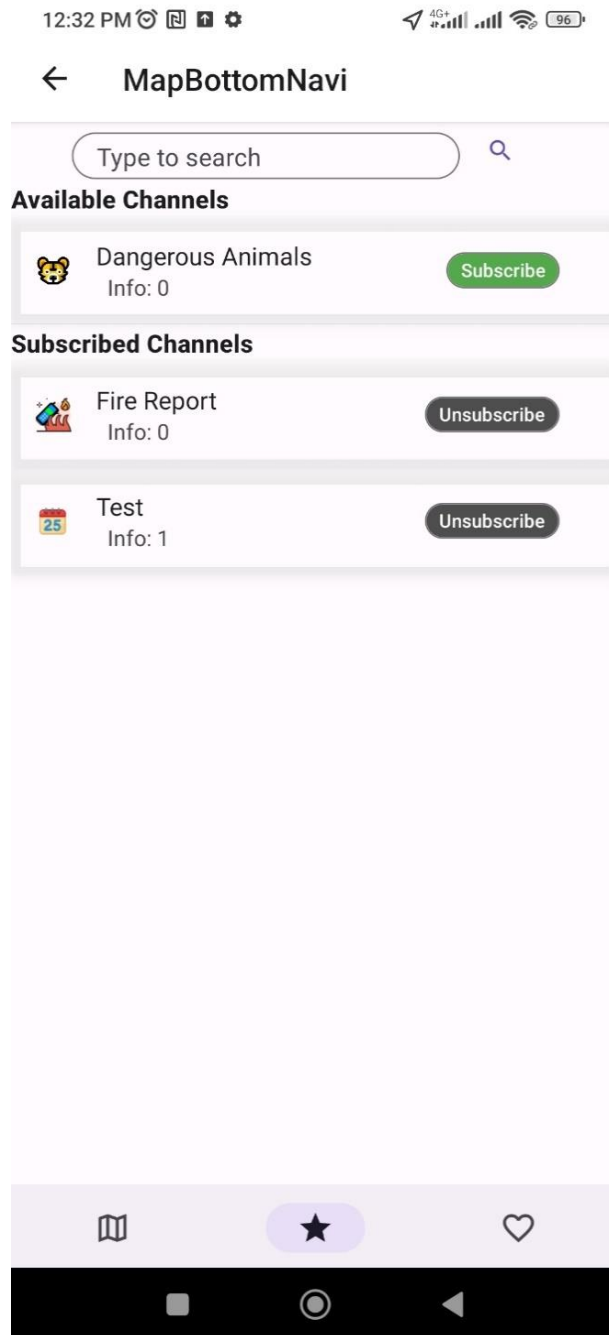 12:32 PM 4G+ 96
MapBottomNavi
Type to search
Available Channels
Dangerous Animals
Info: 0
Subscribe
Subscribed Channels
Fire Report
Info: 0
Unsubscribe
25
Test
Info: 1
Unsubscribe